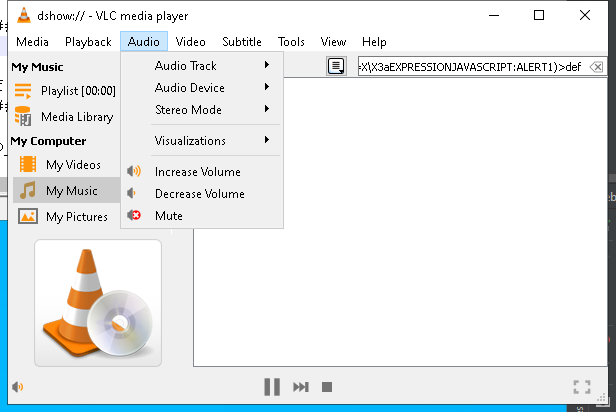 dshow:// - VLC media player
Media Playback Audio Video Subtitle Tools View Help
My Music
Playlist [00:00]
Media Library
My Computer
My Videos
My Music
My Pictures
Audio Track
Audio Device
Stereo Mode
Visualizations
Increase Volume
Decrease Volume
Mute
=X\X3aEXPRESSIONJAVASCRIPT:ALERT1)>def